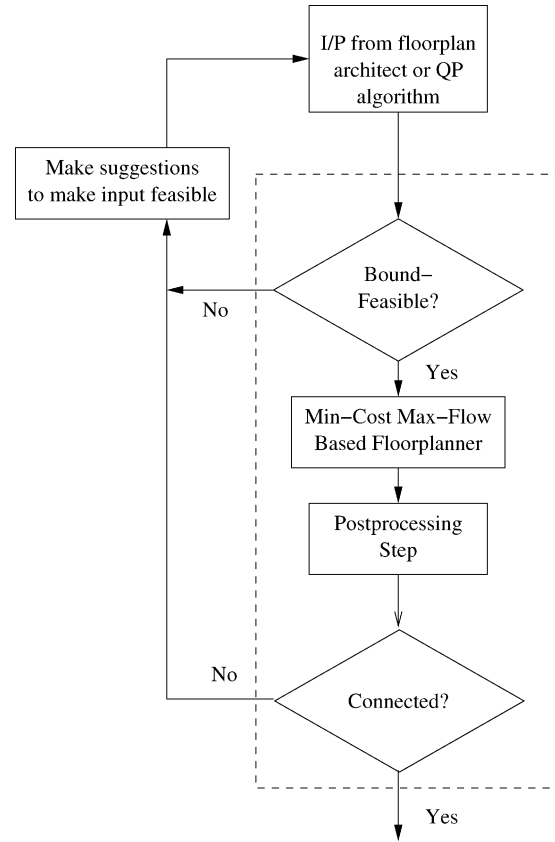 I/P from floorplan
architect or QP
algorithm
Make suggestions
to make input feasible
Bound−
Feasible?
No
Yes
Min−Cost Max−Flow
Based Floorplanner
Postprocessing
Step
No
Connected?
Yes